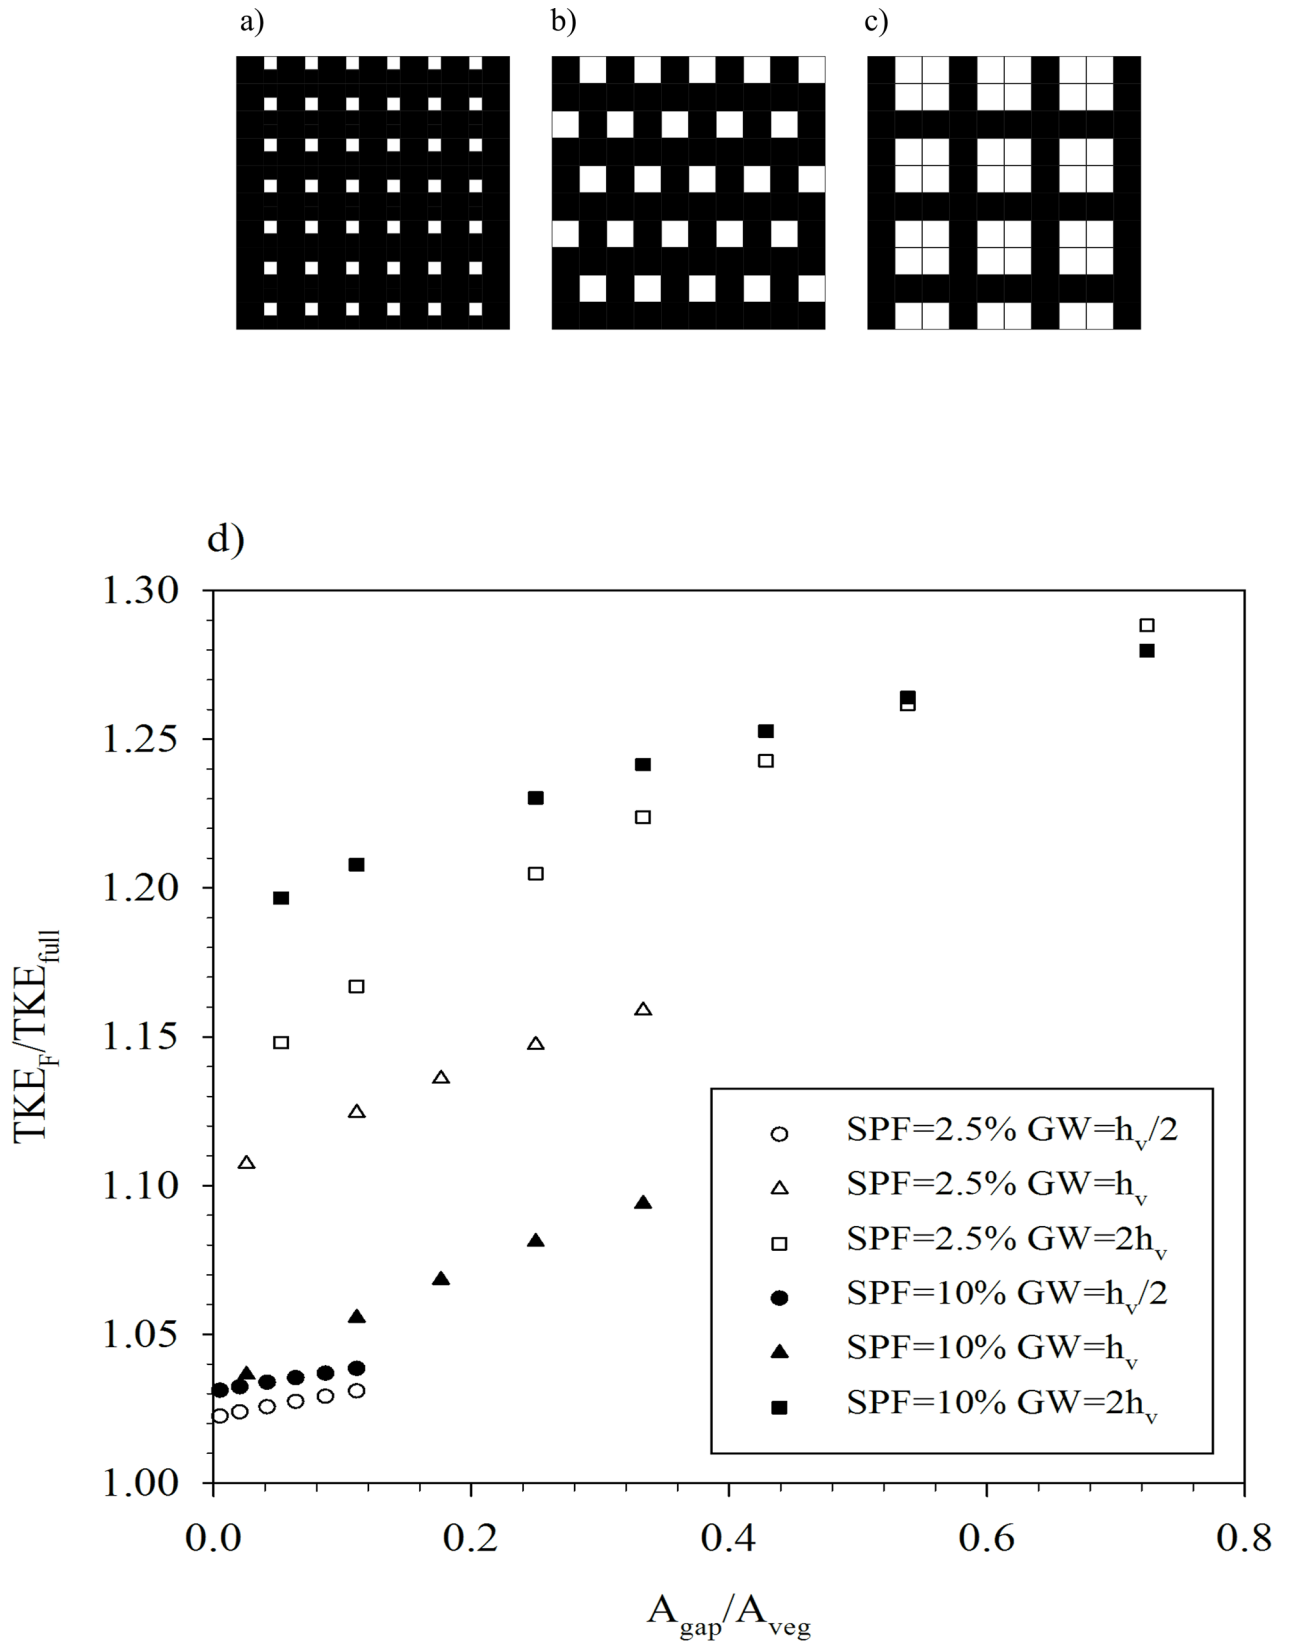 a)
b)
c)
d)
1.30
1.25
1.20
1.15
1.10
1.05
1.00
TKE_F/TKE_full
SPF=2.5% GW=h_v/2
SPF=2.5% GW=h_v
SPF=2.5% GW=2h_v
SPF=10% GW=h_v/2
SPF=10% GW=h_v
SPF=10% GW=2h_v
0.0 0.2 0.4 0.6 0.8
A_gap/A_veg